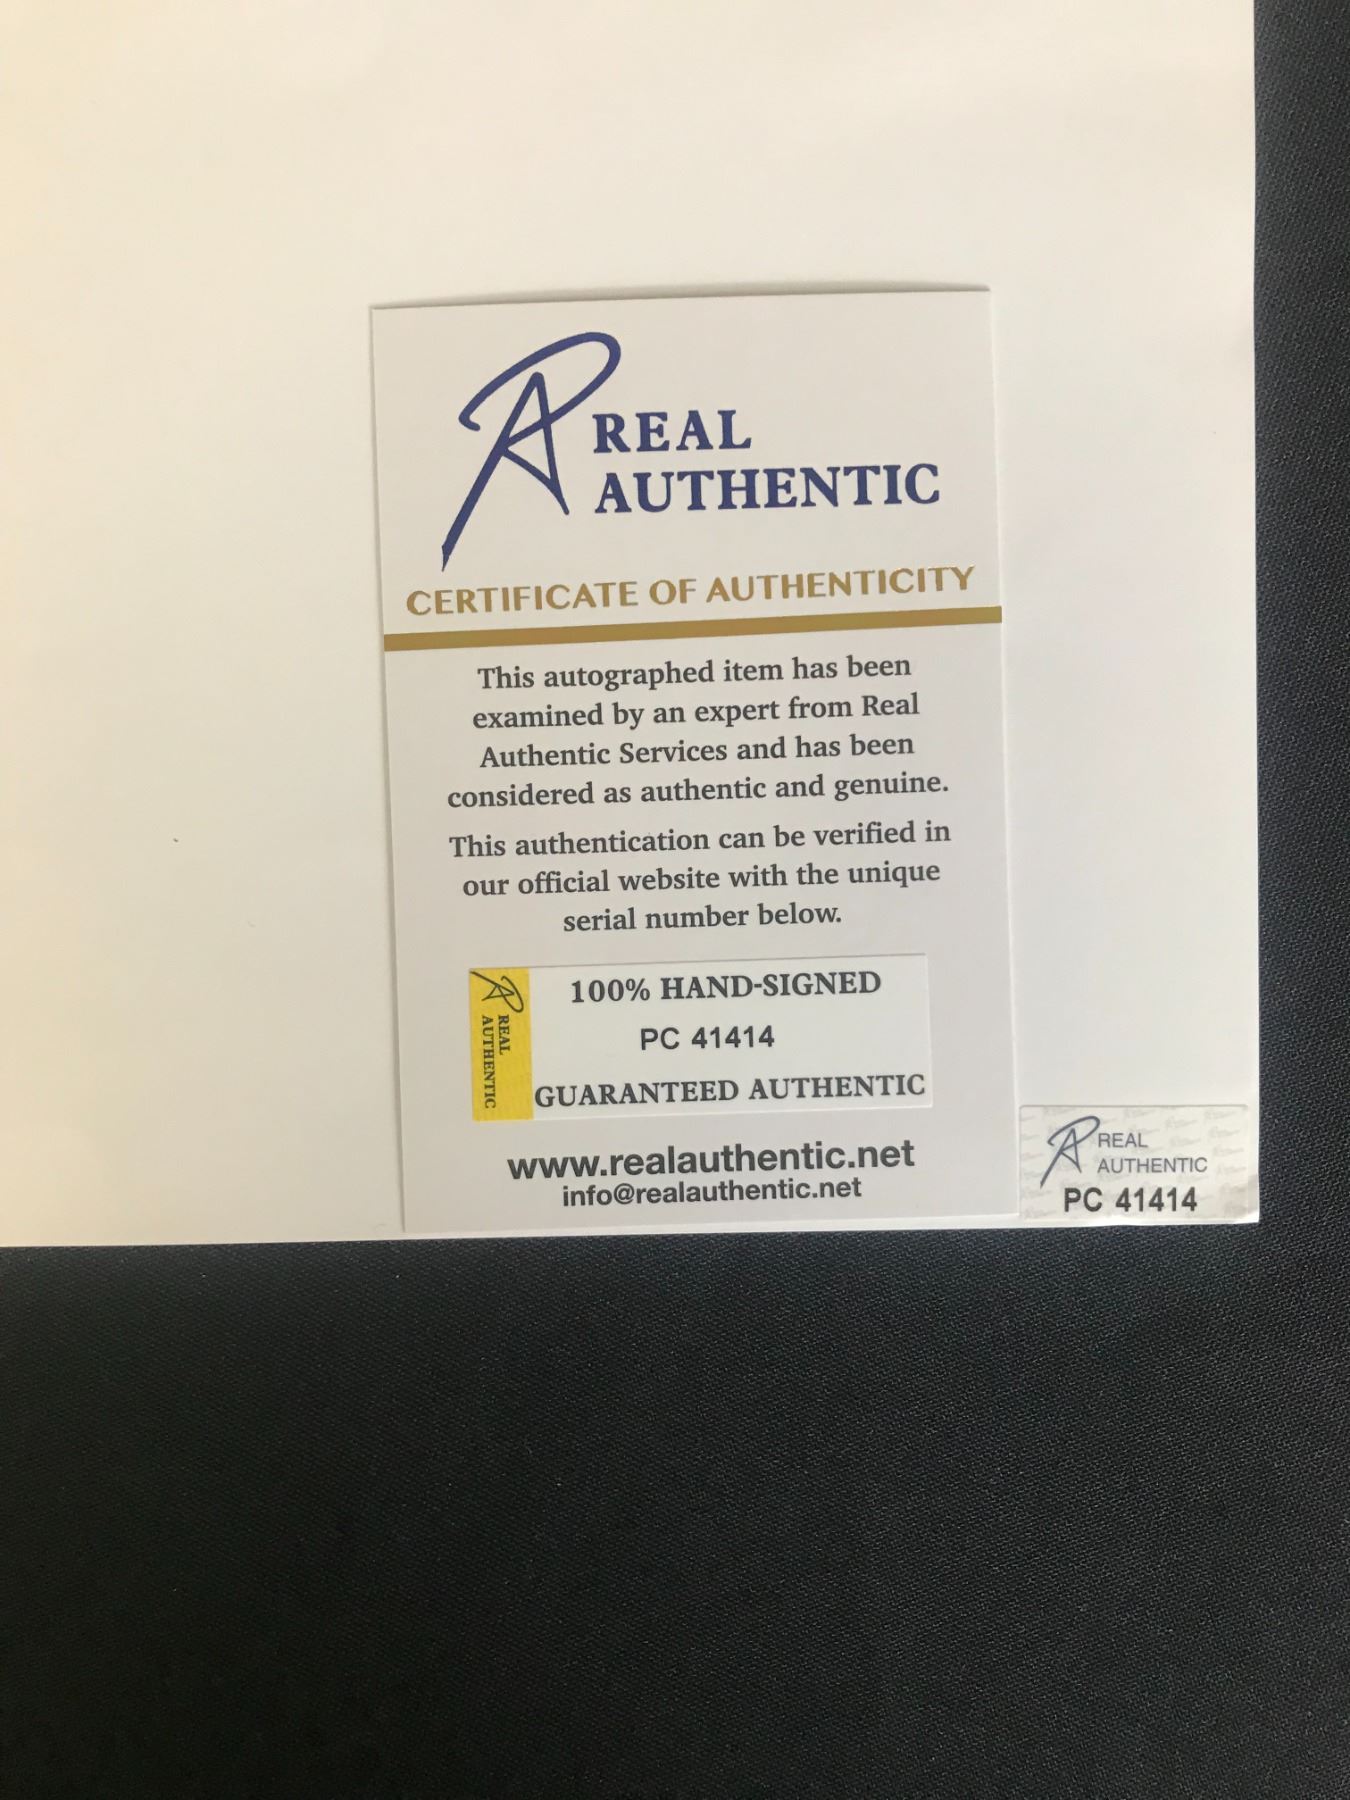 REAL
AUTHENTIC
CERTIFICATE OF AUTHENTICITY
This autographed item has been
examined by an expert from Real
Authentic Services and has been
considered as authentic and genuine.
This authentication can be verified in
our official website with the unique
serial number below.
REAL
AUTHENTIC
100% HAND-SIGNED
PC 41414
GUARANTEED AUTHENTIC
www.realauthentic.net
info@realauthentic.net
REAL
AUTHENTIC
PC 41414